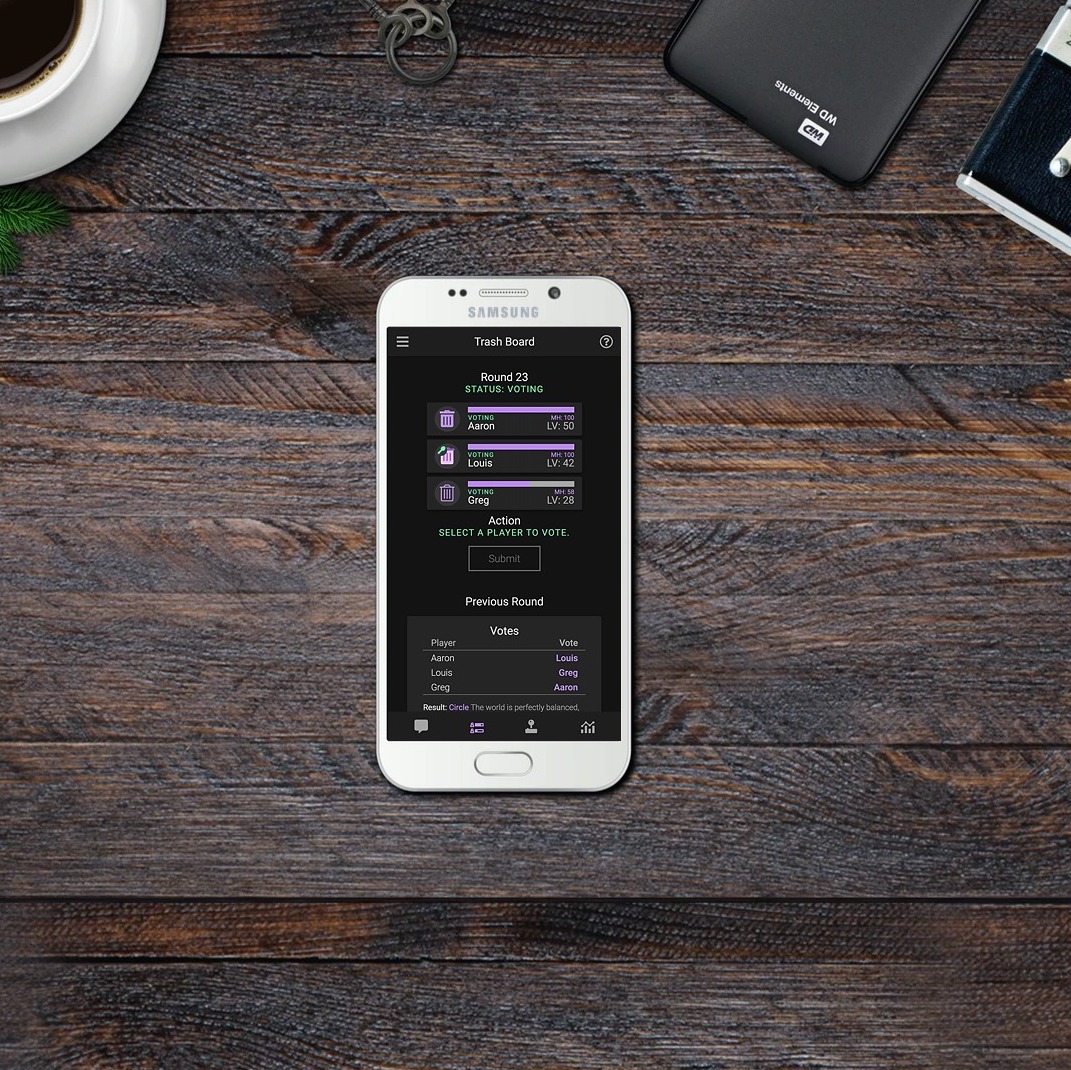 WD Elements
WD
SAMSUNG
Trash Board
?
Round 23
STATUS: VOTING
VOTING MH: 100
Aaron LV: 50
VOTING MH: 100
Louis LV: 42
VOTING MH: 58
Greg LV: 28
Action
SELECT A PLAYER TO VOTE.
Submit
Previous Round
Votes
Player Vote
Aaron Louis
Louis Greg
Greg Aaron
Result: Circle The world is perfectly balanced,